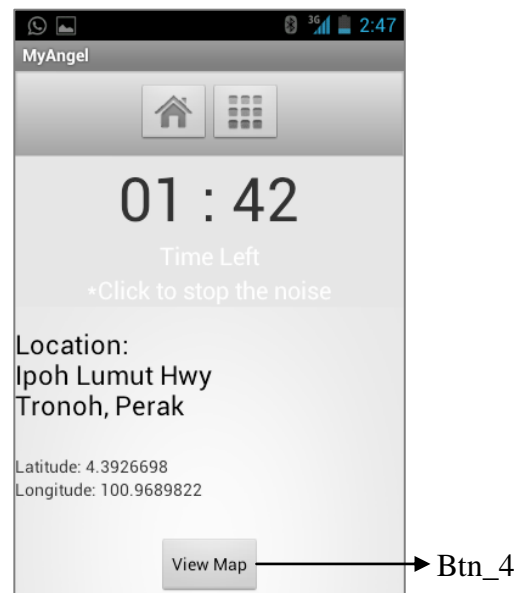 2:47
MyAngel
01 : 42
Time Left
*Click to stop the noise
Location:
Ipoh Lumut Hwy
Tronoh, Perak
Latitude: 4.3926698
Longitude: 100.9689822
View Map
Btn_4